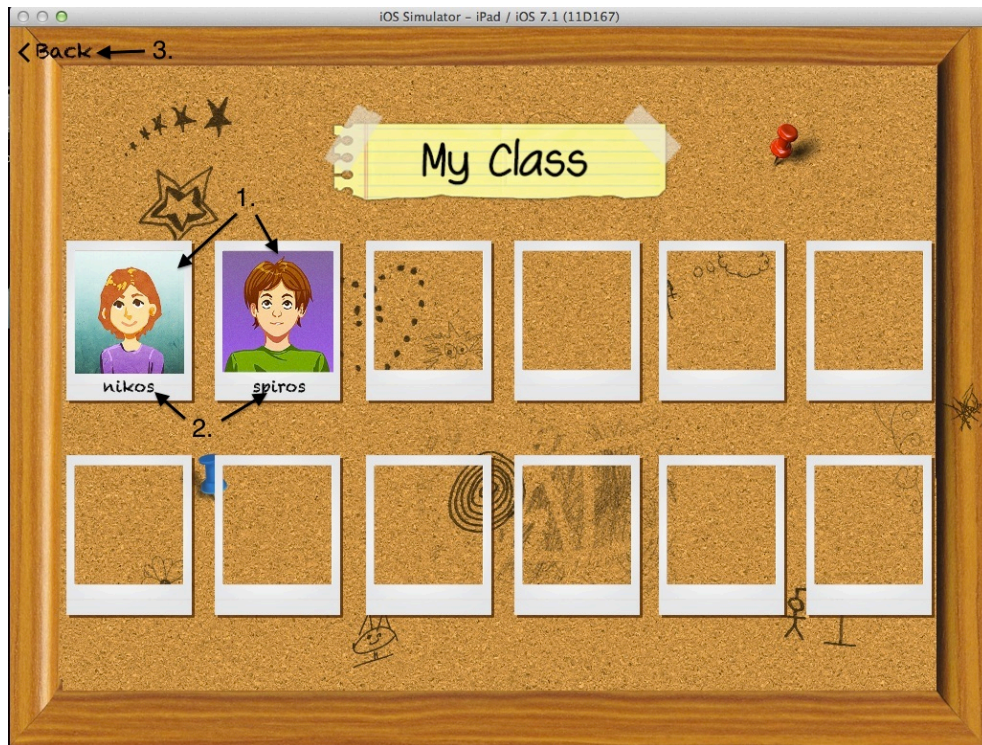 iOS Simulator – iPad / iOS 7.1 (11D167)
Back 3.
My Class
1.
nikos spiros
2.